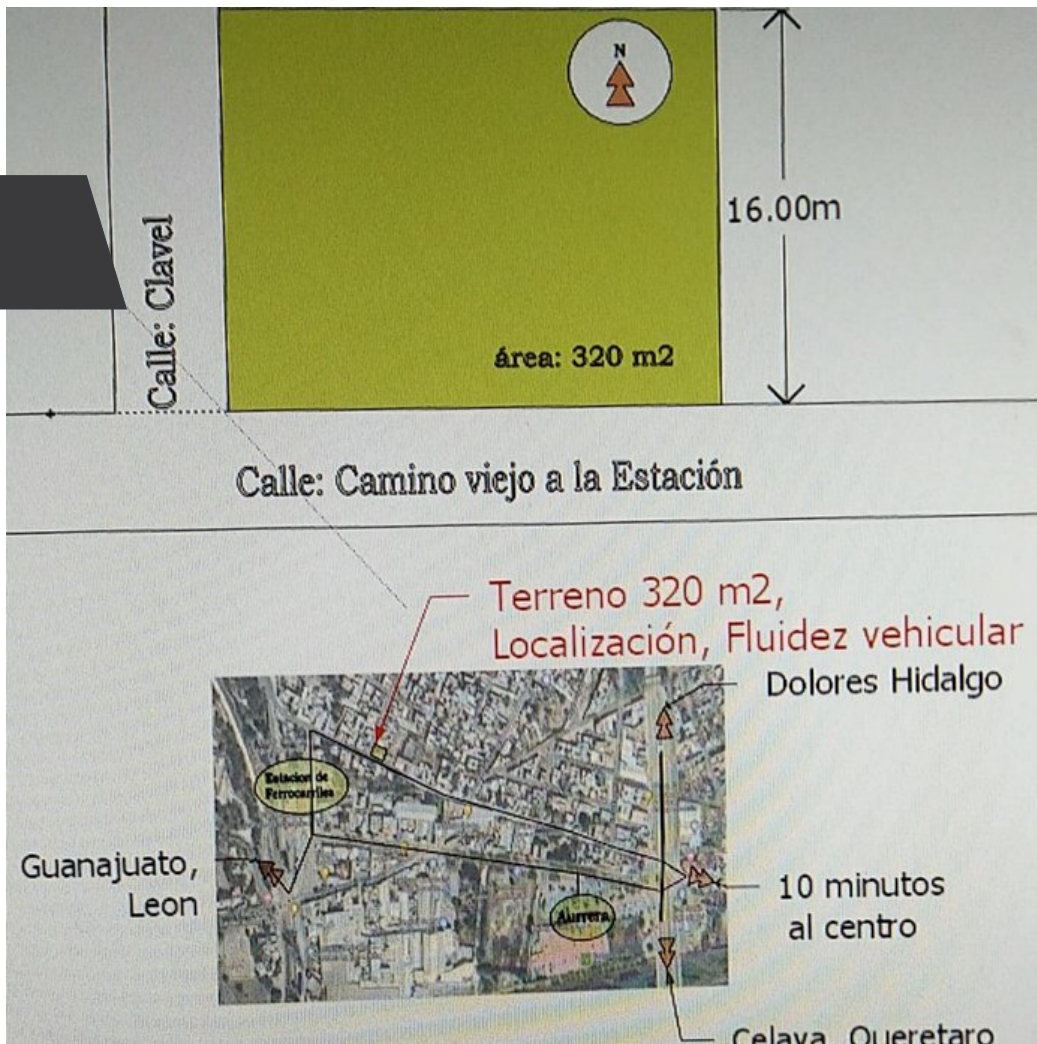 N
16.00m
Calle: Clavel
área: 320 m2
Calle: Camino viejo a la Estación
Terreno 320 m2,
Localización, Fluidez vehicular
Dolores Hidalgo
Estacion de
Ferrocarriles
Guanajuato,
Leon
10 minutos
al centro
Aurrera
Celaya, Queretaro